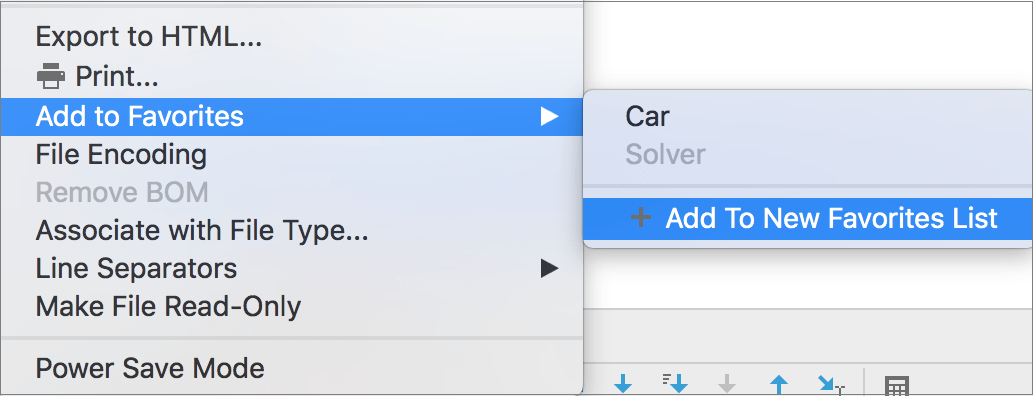 Export to HTML...
Print...
Add to Favorites
File Encoding
Remove BOM
Associate with File Type...
Line Separators
Make File Read-Only
Power Save Mode
Car
Solver
Add To New Favorites List